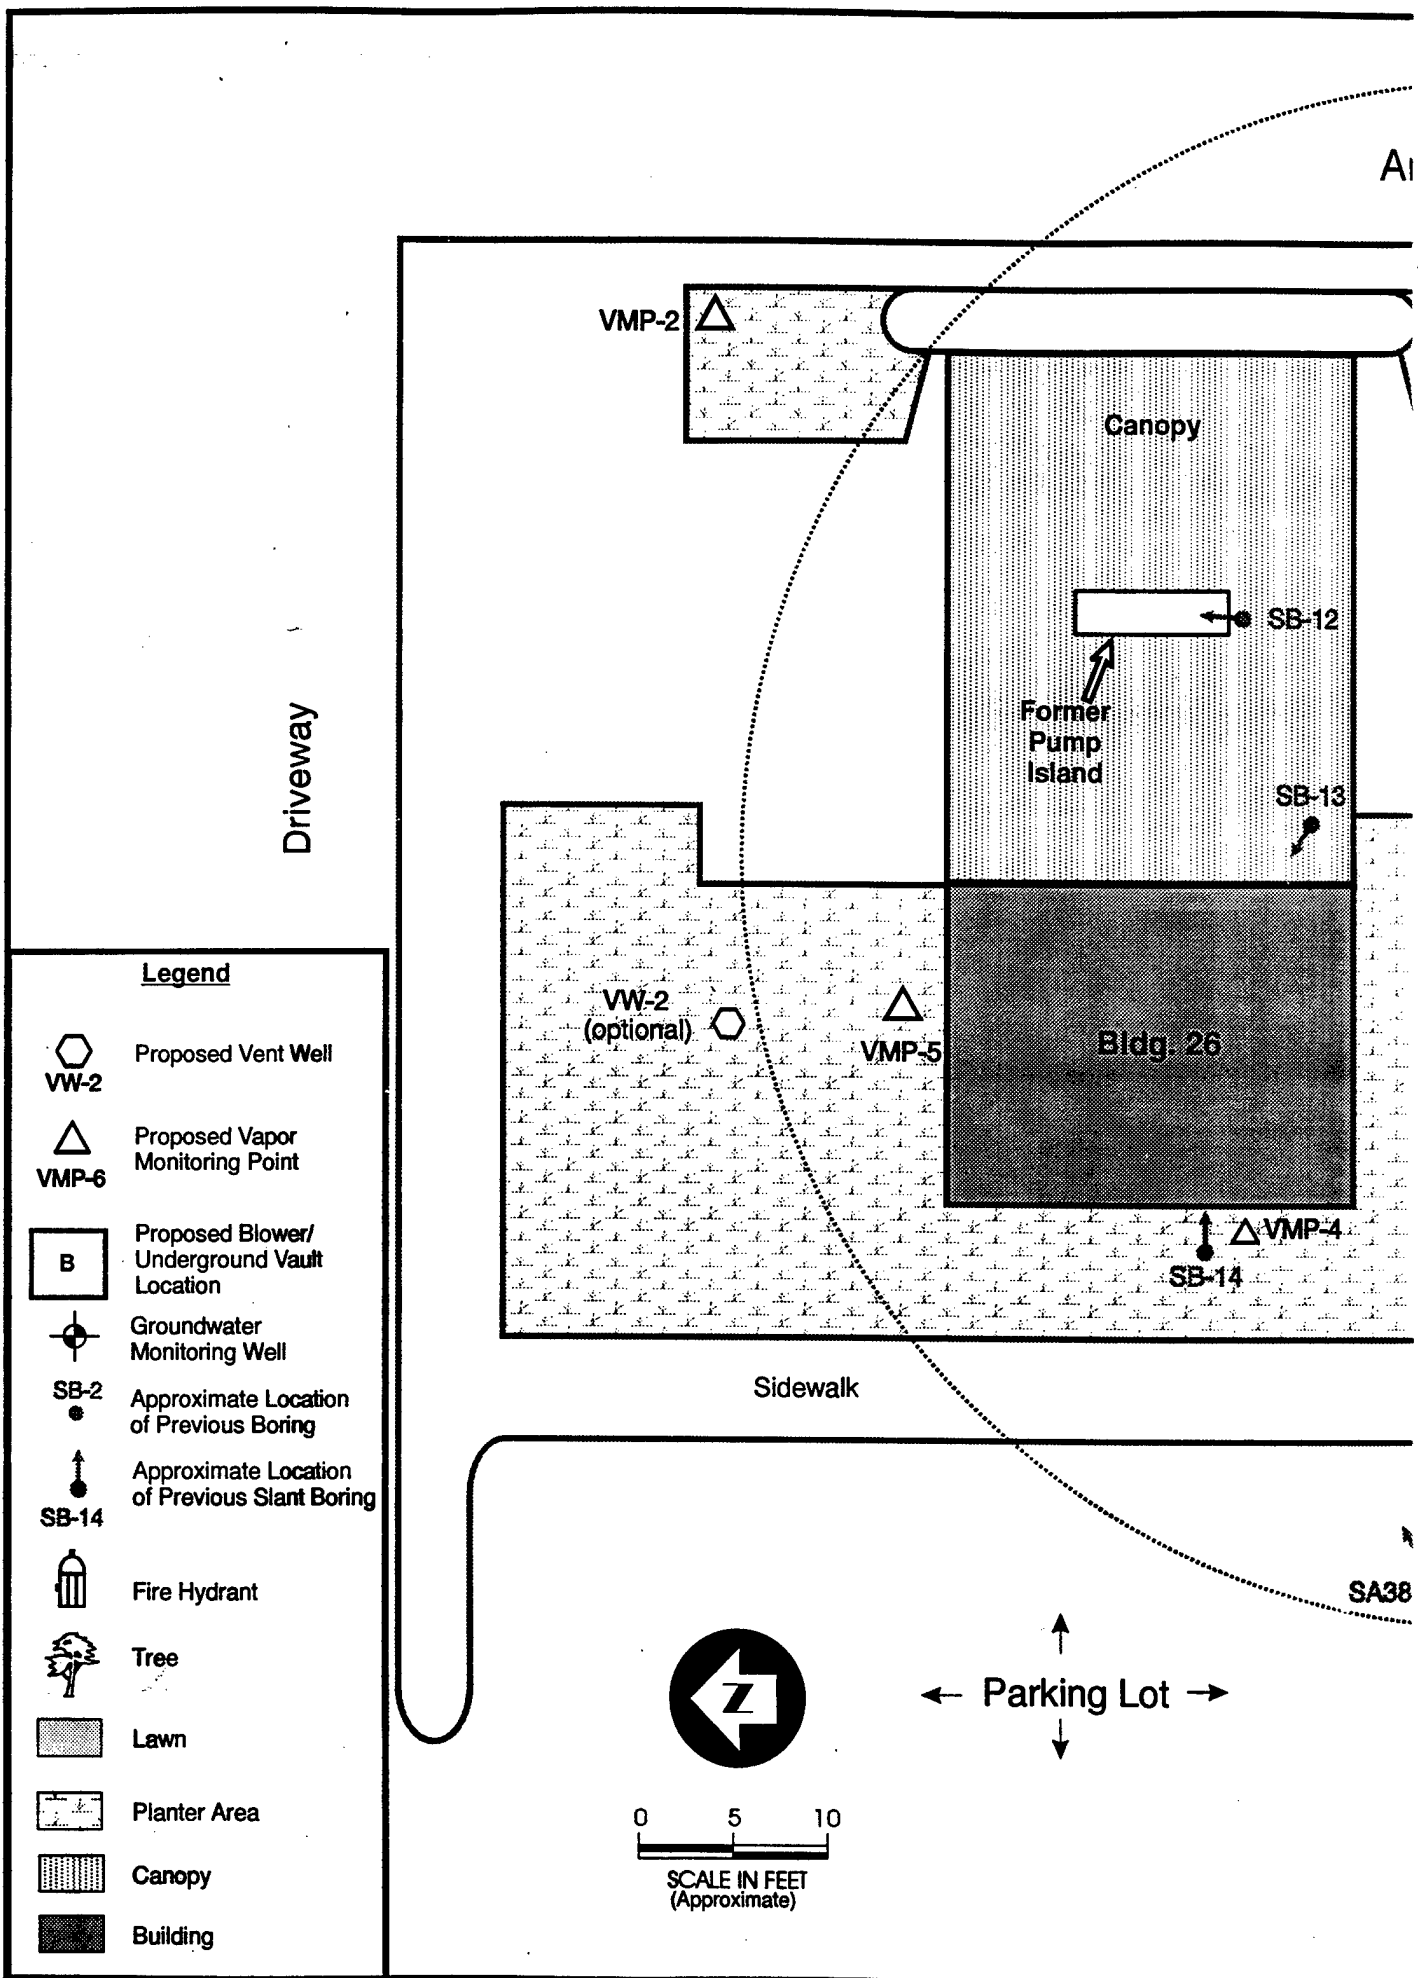 VMP-2
Canopy
SB-12
Former
Pump
Island
SB-13
Driveway
VW-2
(optional)
VMP-5
Bldg. 26
VMP-4
SB-14
Sidewalk
SA38
Parking Lot
Z
0 5 10
SCALE IN FEET
(Approximate)
Legend
VW-2
Proposed Vent Well
VMP-6
Proposed Vapor
Monitoring Point
B
Proposed Blower/
Underground Vault
Location
Groundwater
Monitoring Well
SB-2
Approximate Location
of Previous Boring
SB-14
Approximate Location
of Previous Slant Boring
Fire Hydrant
Tree
Lawn
Planter Area
Canopy
Building